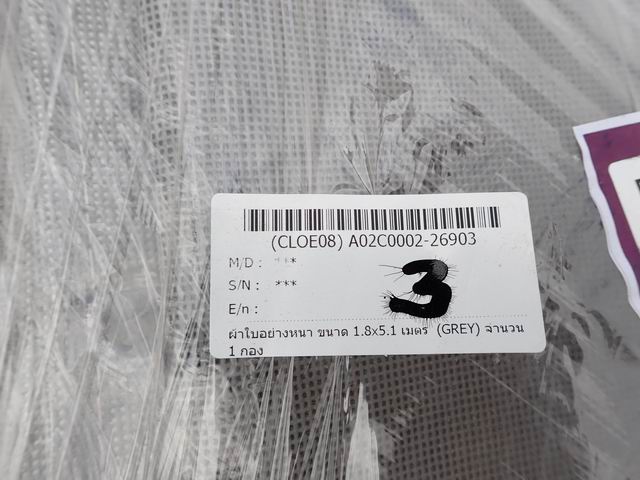 (CLOE08) A02C0002-26903
M/D : ***
S/N : ***
E/n :
3
ผ้าใบอย่างหนา ขนาด 1.8x5.1 เมตร (GREY) จำนวน
1 กอง